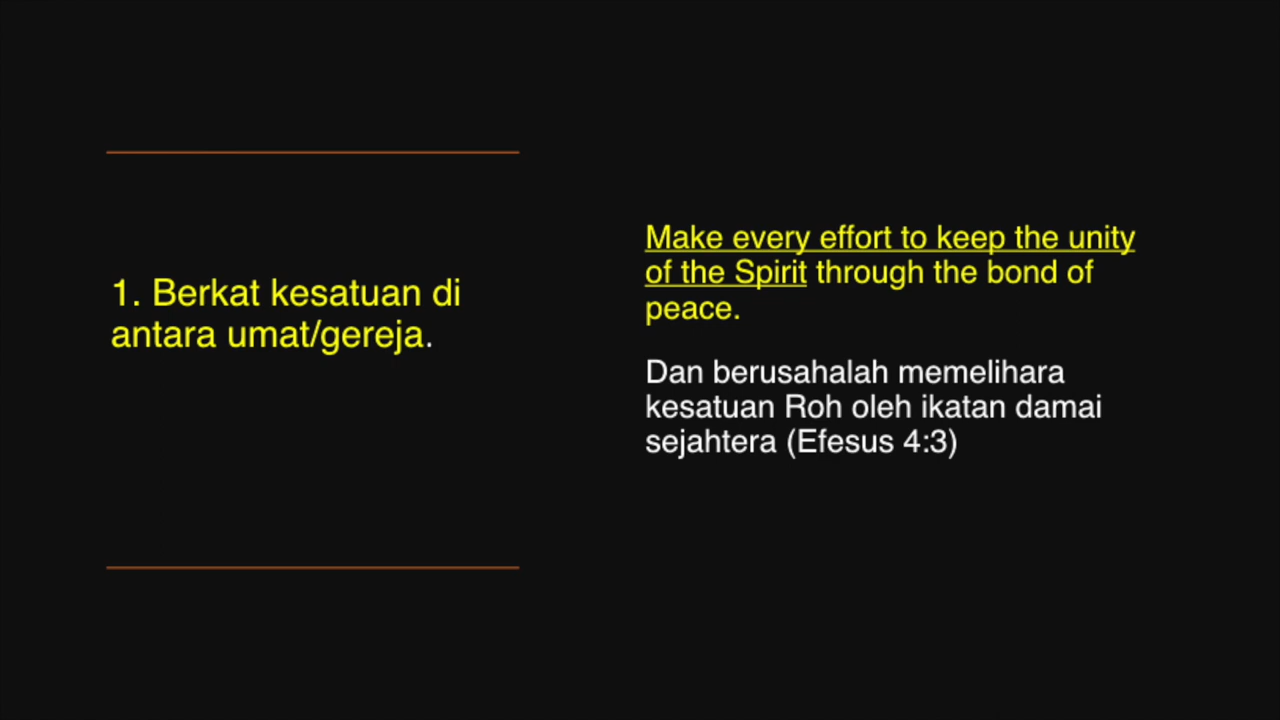 1. Berkat kesatuan di
antara umat/gereja.
Make every effort to keep the unity
of the Spirit through the bond of
peace.
Dan berusahalah memelihara
kesatuan Roh oleh ikatan damai
sejahtera (Efesus 4:3)